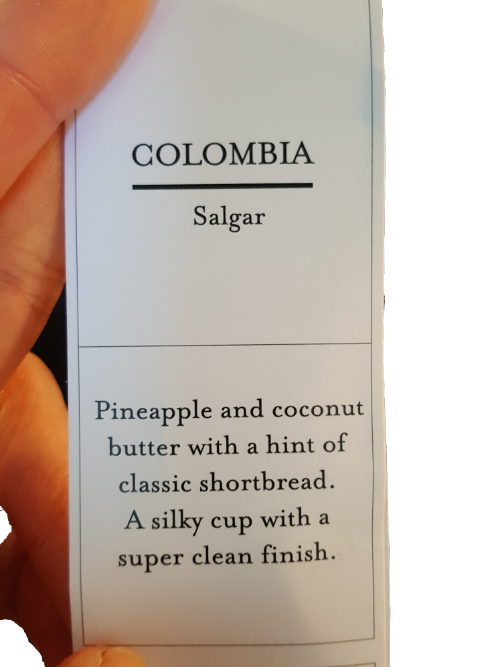 COLOMBIA
Salgar
Pineapple and coconut
butter with a hint of
classic shortbread.
A silky cup with a
super clean finish.